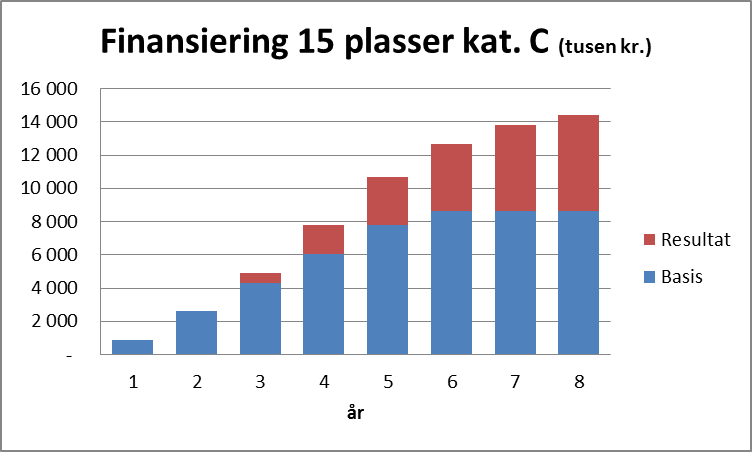 Finansiering 15 plasser kat. C (tusen kr.)
16 000
14 000
12 000
10 000
8 000
6 000
4 000
2 000
-
1 2 3 4 5 6 7 8
år
Resultat
Basis